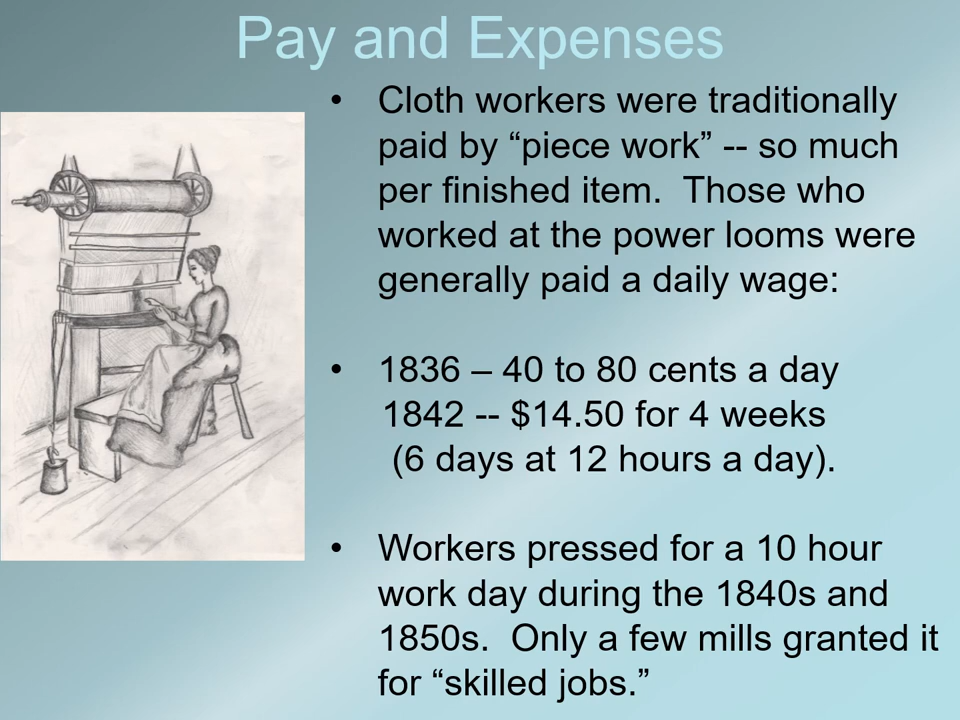 Pay and Expenses
• Cloth workers were traditionally
paid by “piece work” -- so much
per finished item.  Those who
worked at the power looms were
generally paid a daily wage:
• 1836 – 40 to 80 cents a day
1842 -- $14.50 for 4 weeks
(6 days at 12 hours a day).
• Workers pressed for a 10 hour
work day during the 1840s and
1850s.  Only a few mills granted it
for “skilled jobs.”